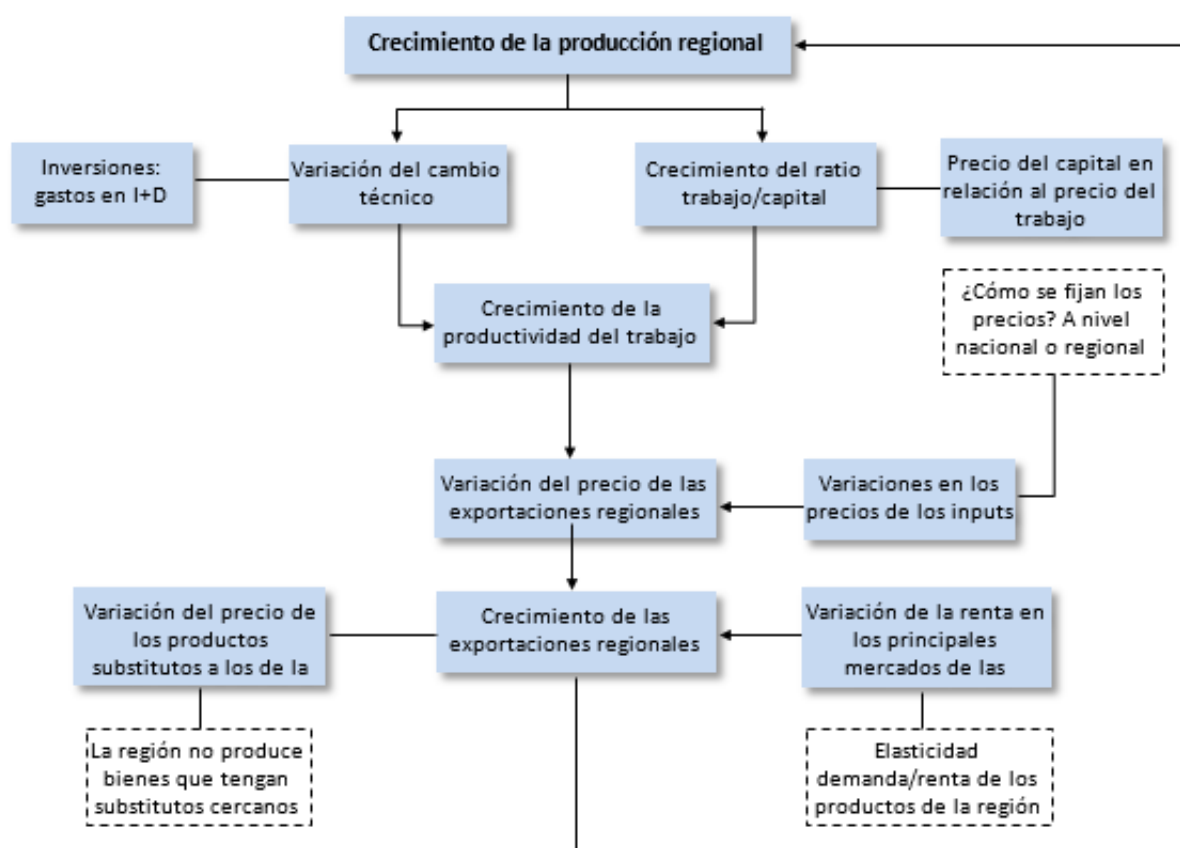 Crecimiento de la producción regional
Inversiones:
gastos en I+D
Variación del cambio
técnico
Crecimiento del ratio
trabajo/capital
Precio del capital en
relación al precio del
trabajo
¿Cómo se fijan los
precios? A nivel
nacional o regional
Crecimiento de la
productividad del trabajo
Variación del precio de las
exportaciones regionales
Variaciones en los
precios de los inputs
Variación del precio de
los productos
substitutos a los de la
Crecimiento de las
exportaciones regionales
Variación de la renta en
los principales
mercados de las
La región no produce
bienes que tengan
substitutos cercanos
Elasticidad
demanda/renta de los
productos de la región